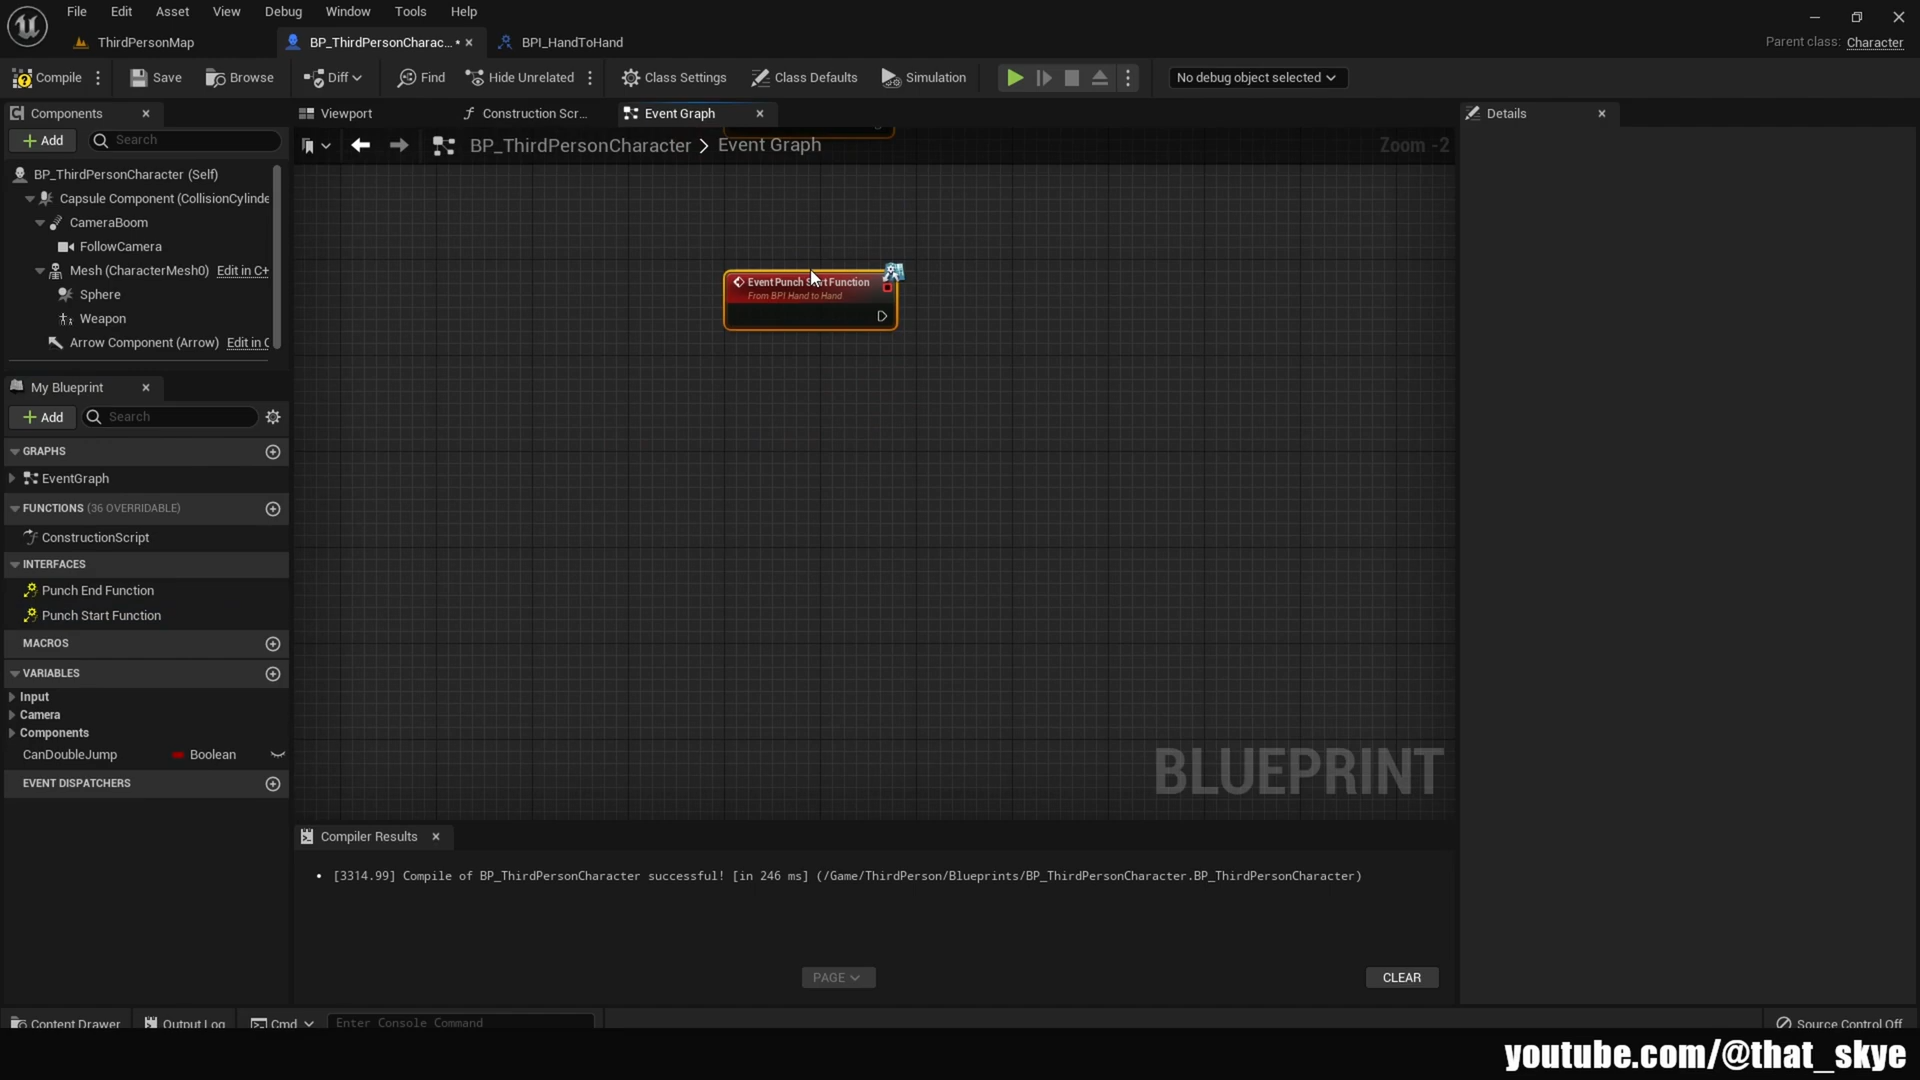 File Edit Asset View Debug Window Tools Help
ThirdPersonMap BP_ThirdPersonCharac... • BPI_HandToHand Parent class: Character
Compile Save Browse Diff Find Hide Unrelated Class Settings Class Defaults Simulation No debug object selected
Components Viewport Construction Scr... Event Graph Details
Add Search
BP_ThirdPersonCharacter > Event Graph Zoom -2
BP_ThirdPersonCharacter (Self)
Capsule Component (CollisionCylinde
CameraBoom
FollowCamera
Mesh (CharacterMesh0) Edit in C+
Sphere
Weapon
Arrow Component (Arrow) Edit in C
Event Punch Function
From BPI Hand to Hand
My Blueprint
Add Search
GRAPHS
EventGraph
FUNCTIONS (36 OVERRIDABLE)
ConstructionScript
INTERFACES
Punch End Function
Punch Start Function
MACROS
VARIABLES
Input
Camera
Components
CanDoubleJump Boolean
EVENT DISPATCHERS
BLUEPRINT
Compiler Results
• [3314.99] Compile of BP_ThirdPersonCharacter successful! [in 246 ms] (/Game/ThirdPerson/Blueprints/BP_ThirdPersonCharacter.BP_ThirdPersonCharacter)
PAGE CLEAR
Content Drawer Output Log Cmd Enter Console Command Source Control Off
youtube.com/@that_skye